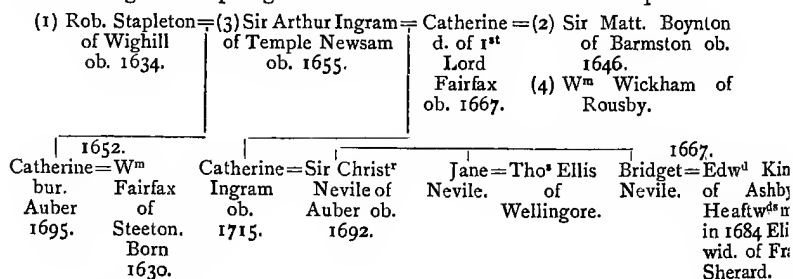 (1) Rob. Stapleton=(3) Sir Arthur Ingram=Catherine=(2) Sir Matt. Boynton
of Wighill of Temple Newsam d. of 1st of Barmston ob.
ob. 1634. ob. 1655. Lord 1646.
Fairfax (4) Wm Wickham of
ob. 1667. Rousby.
1652. 1667.
Catherine=Wm Catherine=Sir Christr Jane=Thos Ellis Bridget=Edwd
bur. Fairfax Ingram Nevile of Nevile. of Nevile. of
Auber of ob. Auber ob. Wellingore. Heaftwds
1695. Steeton. 1715. 1692. in 1684
Born wid. of
1630. Sherard.